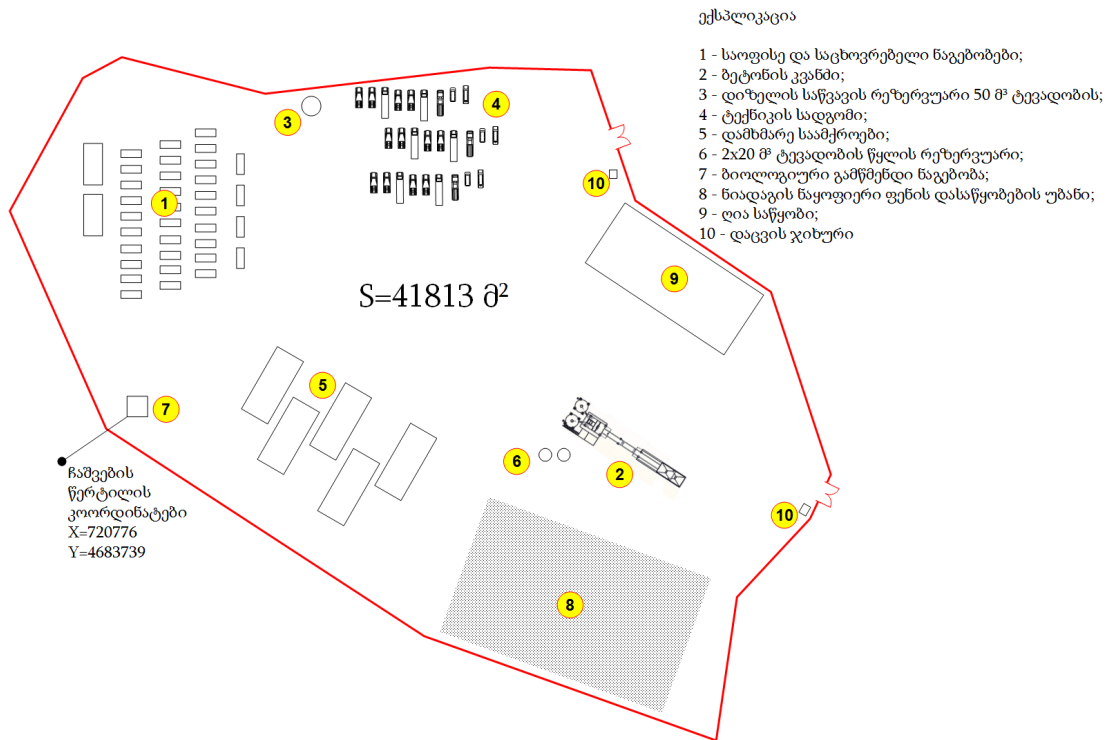 ექსპლიკაცია
1 - საოფისე და საცხოვრებელი ნაგებობები;
2 - ბეტონის კვანძი;
3 - დიზელის საწვავის რეზერვუარი 50 მ³ ტევადობის;
4 - ტექნიკის სადგომი;
5 - დამხმარე საამქროები;
6 - 2x20 მ³ ტევადობის წყლის რეზერვუარი;
7 - ბიოლოგიური გამწმენდი ნაგებობა;
8 - ნიადაგის ნაყოფიერი ფენის დასაწყობების უბანი;
9 - ღია საწყობი;
10 - დაცვის ჯიხური
4
3
10
1
9
S=41813 მ²
5
7
6
2
ჩაშვების
წერტილის
კოორდინატები
X=720776
Y=4683739
10
8